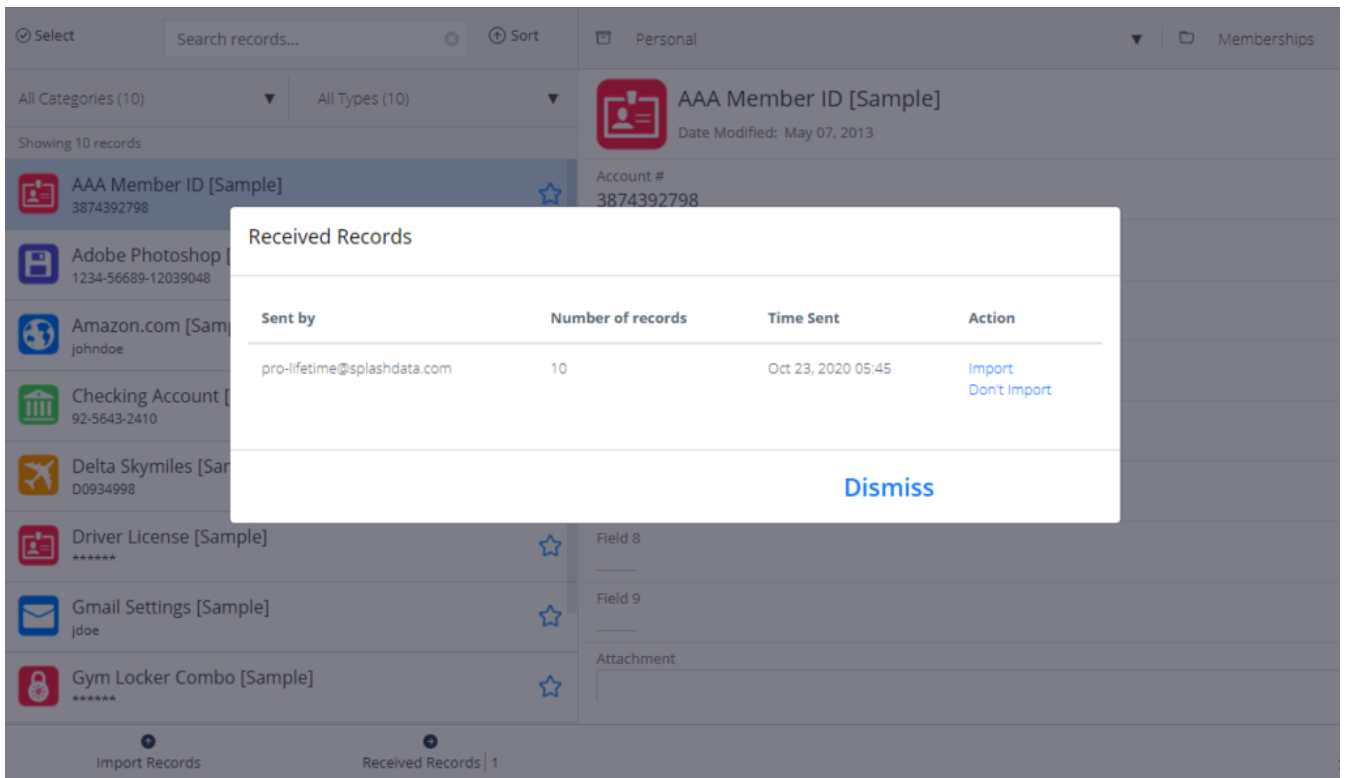 Select
Search records...
Sort
Personal
Memberships
All Categories (10)
All Types (10)
AAA Member ID [Sample]
Date Modified: May 07, 2013
Showing 10 records
AAA Member ID [Sample]
3874392798
Account #
3874392798
Adobe Photoshop [
1234-56689-12039048
Amazon.com [Sam
johndoe
Checking Account [
92-5643-2410
Delta Skymiles [Sar
D0934998
Received Records
Sent by Number of records Time Sent Action
pro-lifetime@splashdata.com 10 Oct 23, 2020 05:45 Import
Don't Import
Dismiss
Driver License [Sample]
******
Field 8
Gmail Settings [Sample]
jdoe
Field 9
Gym Locker Combo [Sample]
******
Attachment
Import Records
Received Records 1